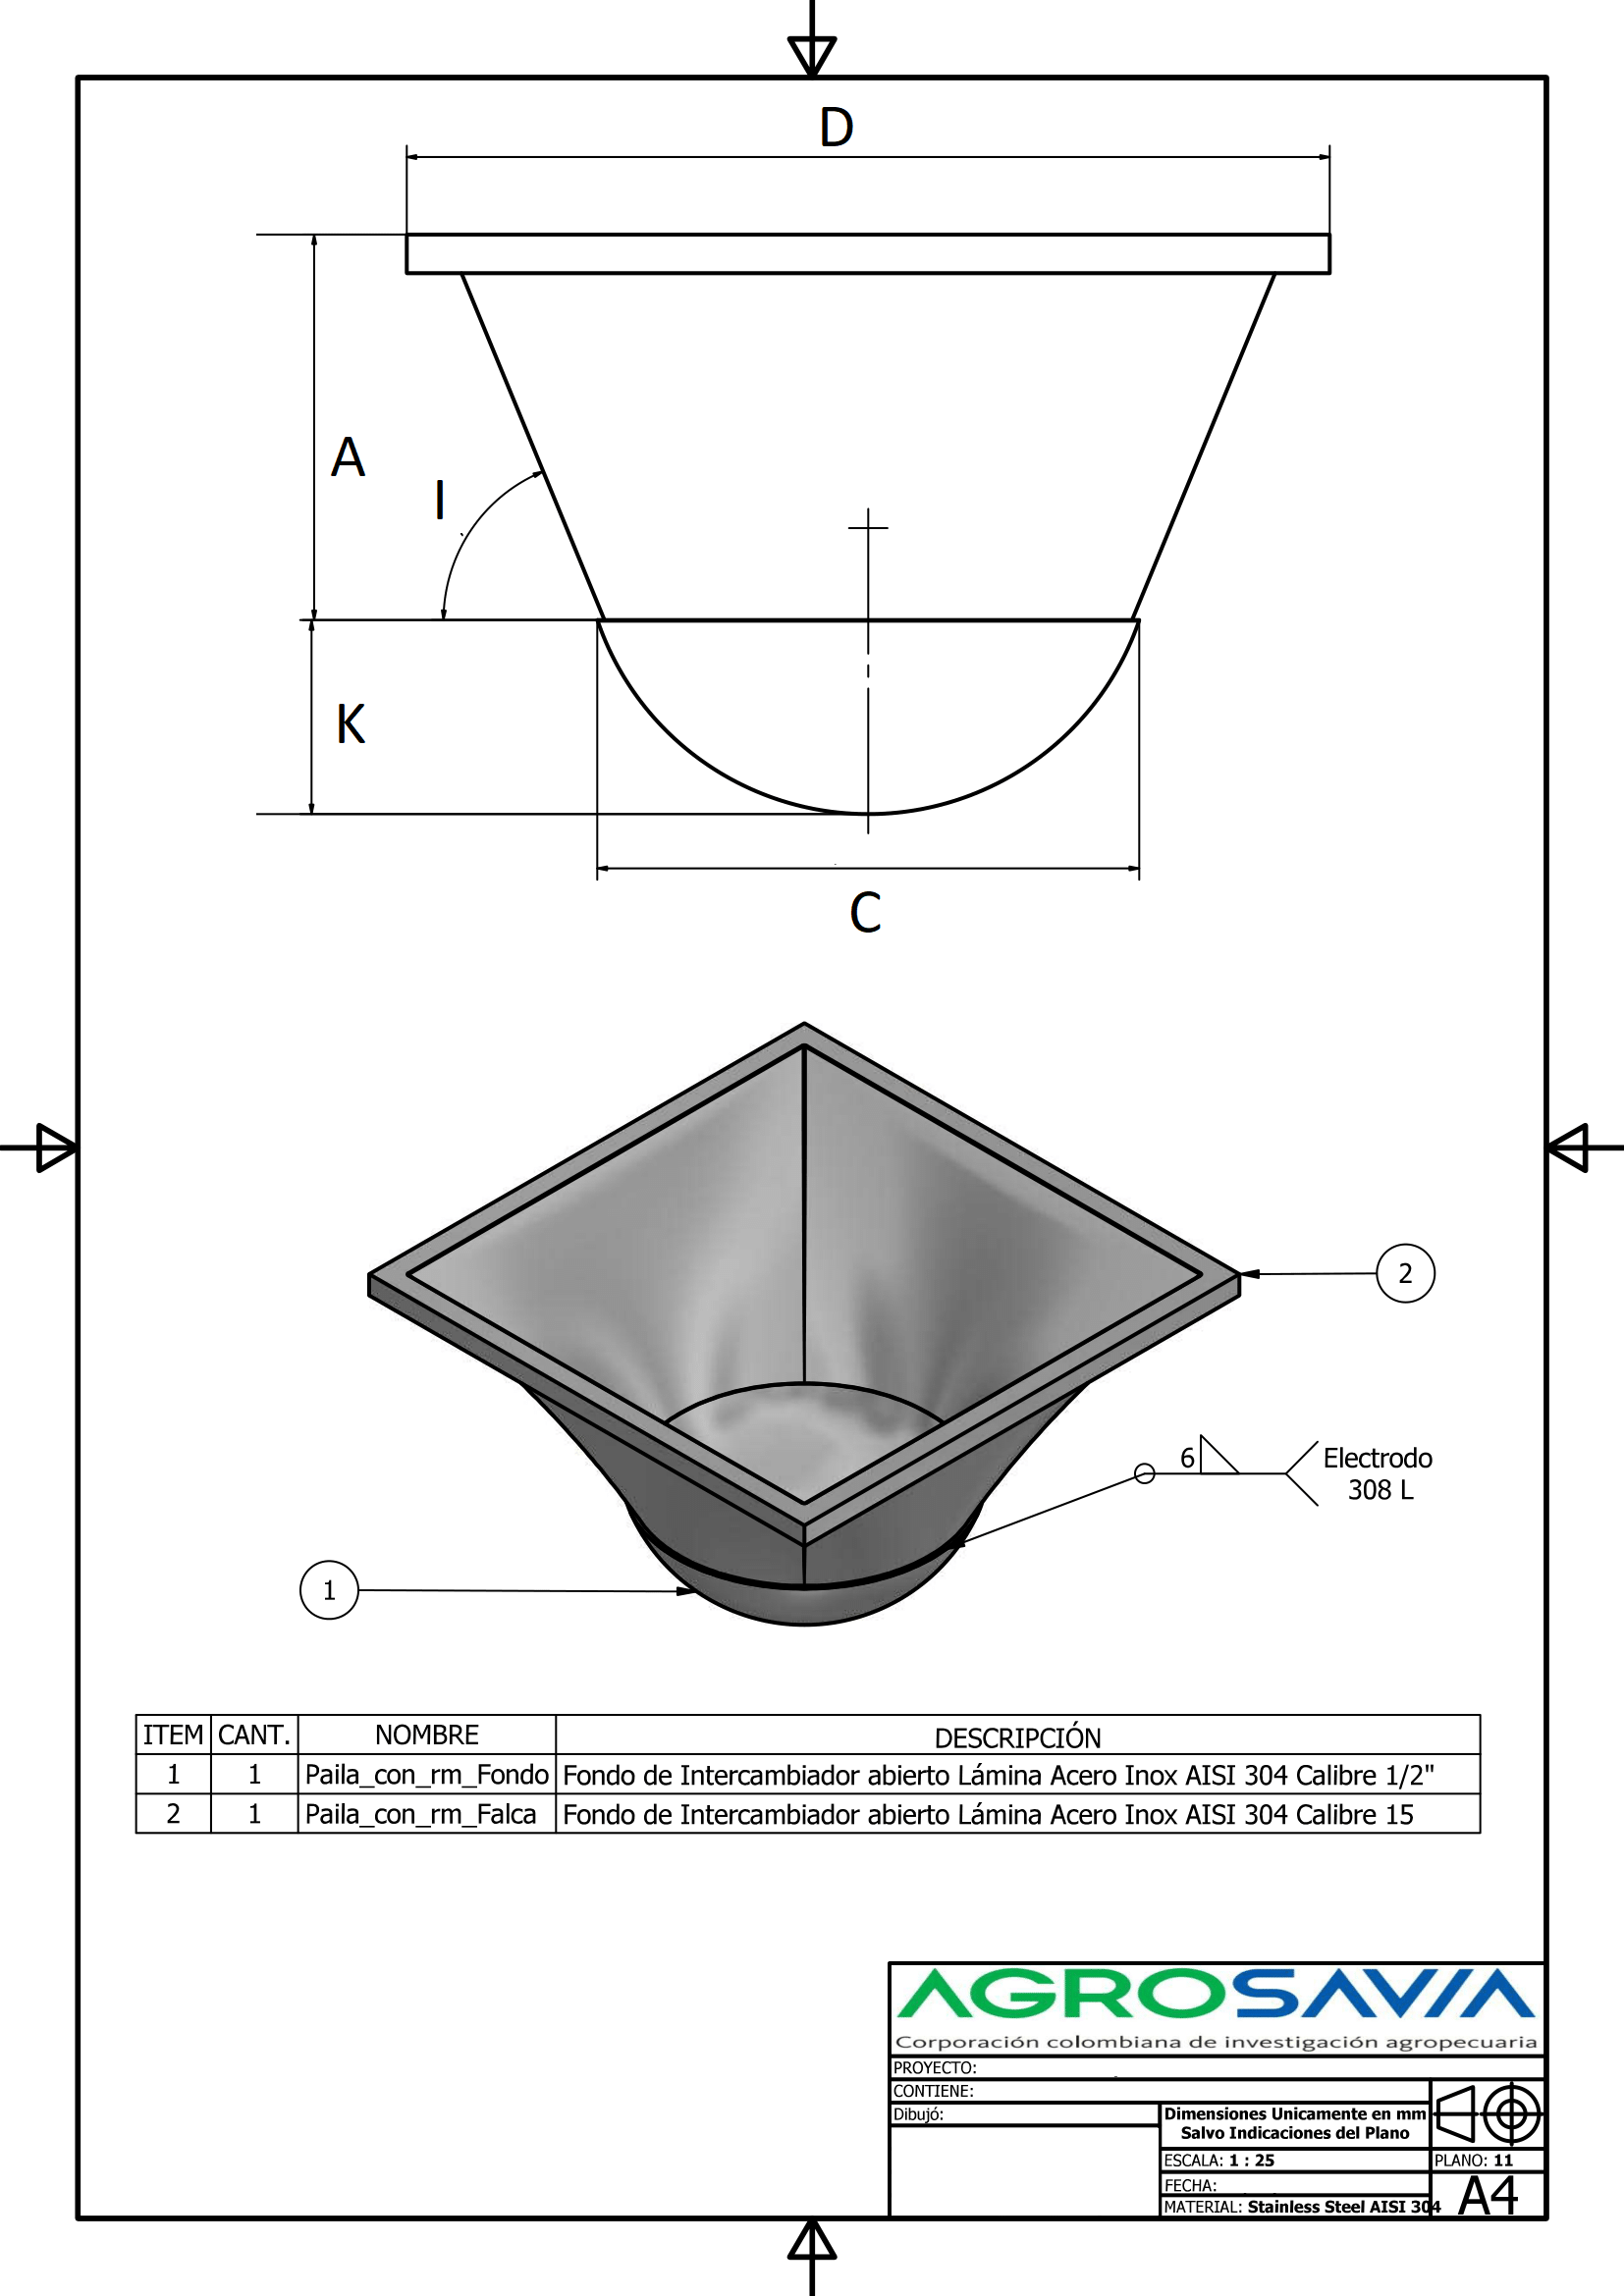 D
A
I
K
C
2
6
Electrodo
308 L
1
ITEM CANT. NOMBRE DESCRIPCIÓN
1 1 Paila_con_rm_Fondo Fondo de Intercambiador abierto Lámina Acero Inox AISI 304 Calibre 1/2"
2 1 Paila_con_rm_Falca Fondo de Intercambiador abierto Lámina Acero Inox AISI 304 Calibre 15
AGROSAVIA
Corporación colombiana de investigación agropecuaria
PROYECTO:
CONTIENE:
Dibujó:
Dimensiones Unicamente en mm
Salvo Indicaciones del Plano
ESCALA: 1 : 25
PLANO: 11
FECHA:
MATERIAL: Stainless Steel AISI 304
A4